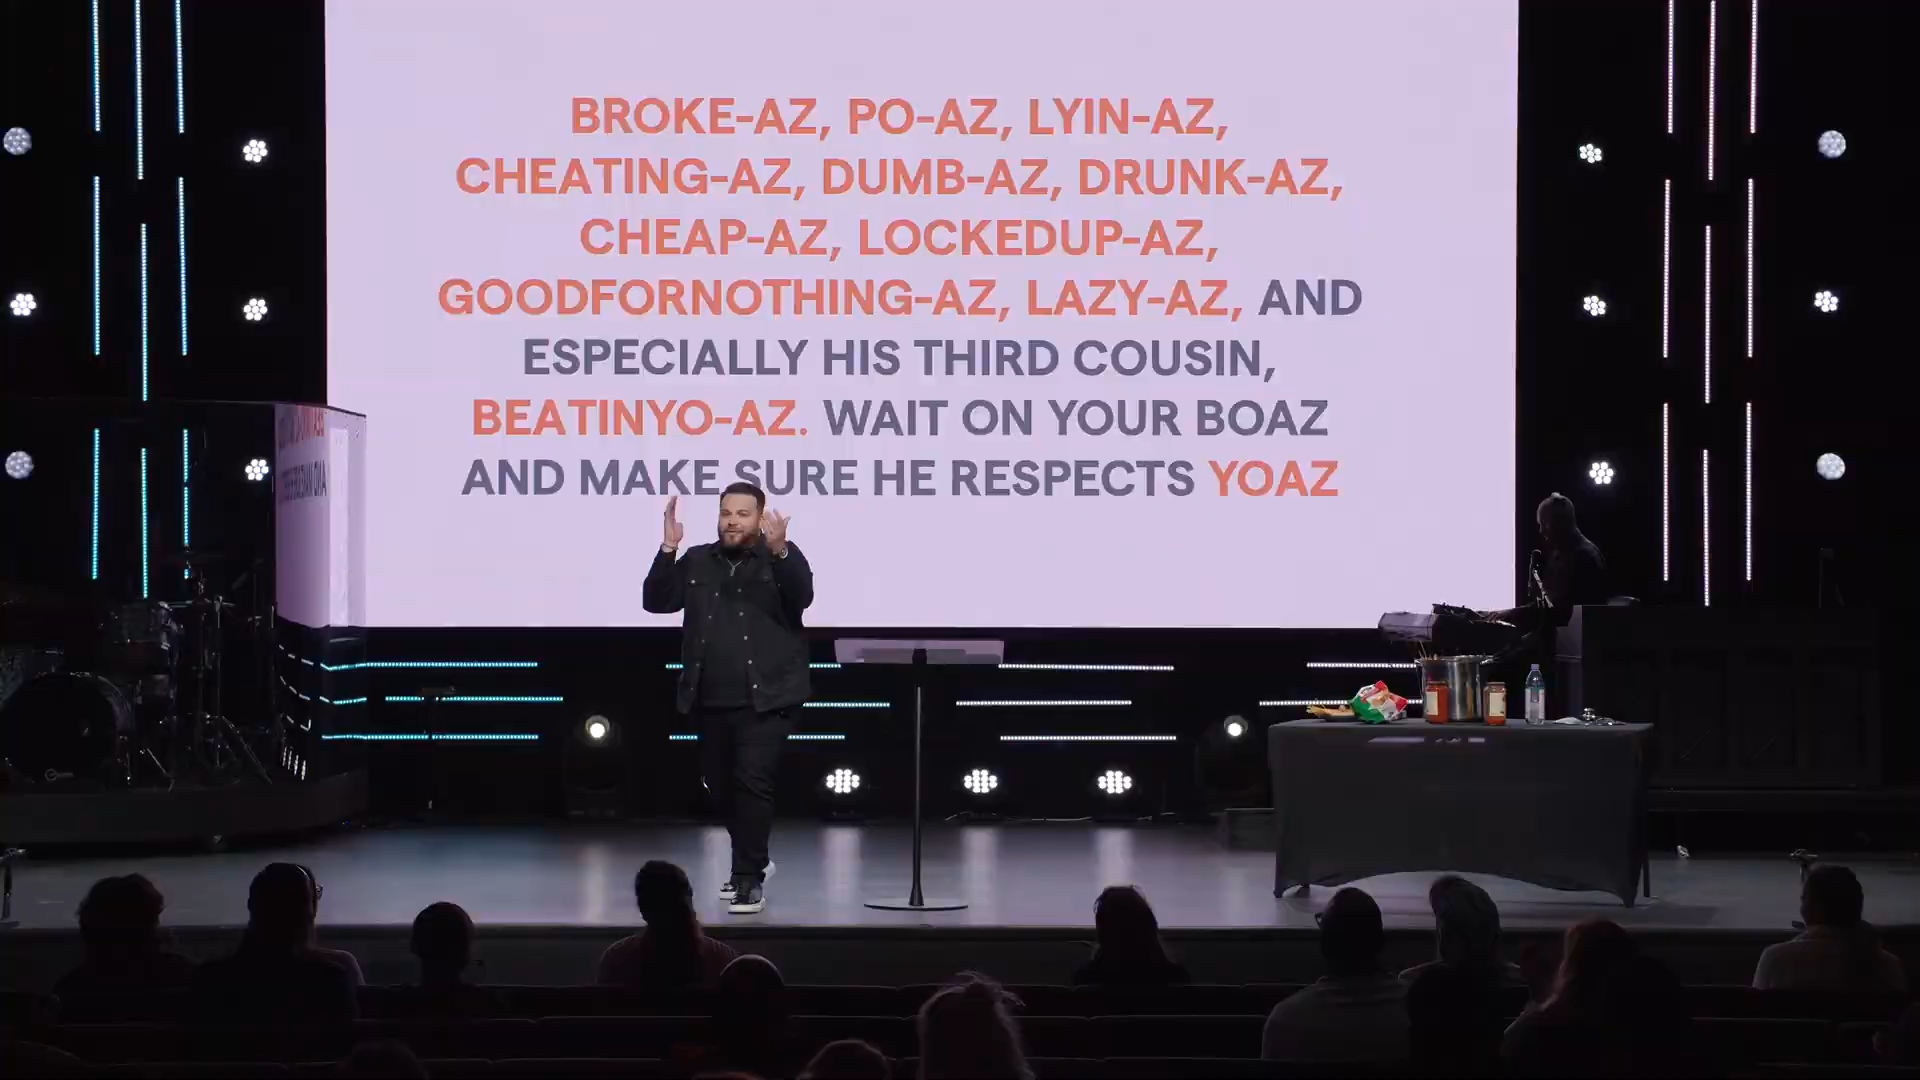 BROKE-AZ, PO-AZ, LYIN-AZ,
CHEATING-AZ, DUMB-AZ, DRUNK-AZ,
CHEAP-AZ, LOCKEDUP-AZ,
GOODFORNOTHING-AZ, LAZY-AZ, AND
ESPECIALLY HIS THIRD COUSIN,
BEATINYO-AZ. WAIT ON YOUR BOAZ
AND MAKE SURE HE RESPECTS YOAZ